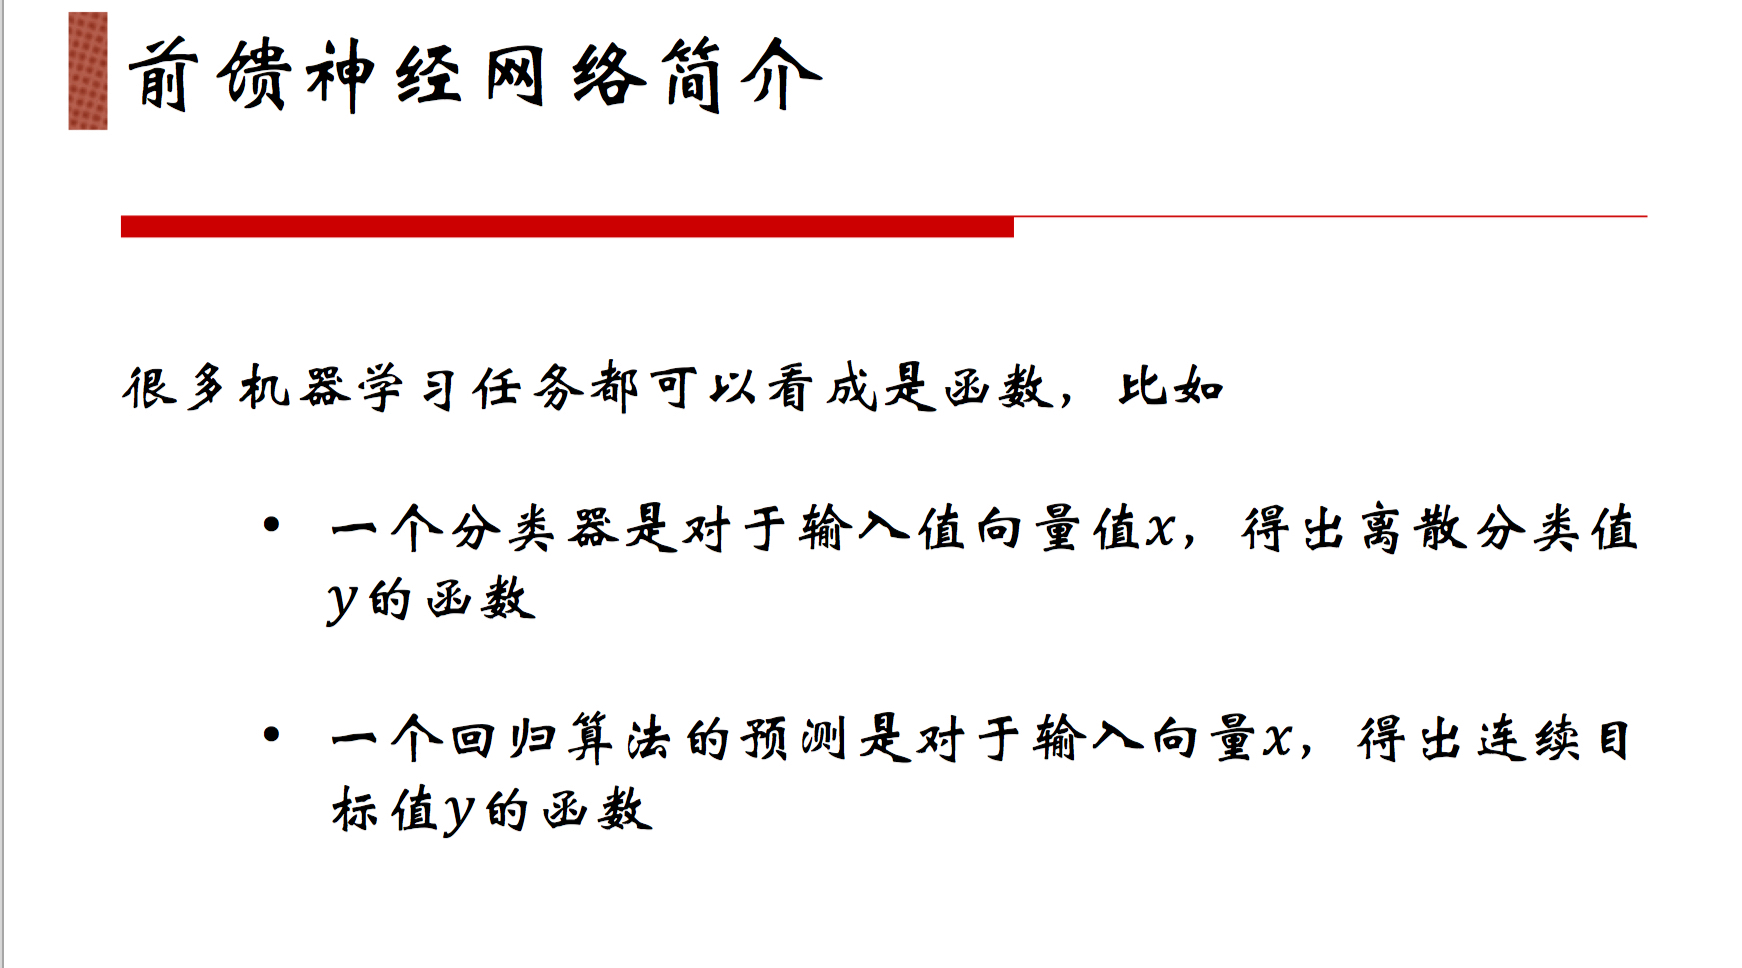 前馈神经网络简介
很多机器学习任务都可以看成是函数，比如
• 一个分类器是对于输入值向量值x，得出离散分类值
y的函数
• 一个回归算法的预测是对于输入向量x，得出连续目
标值y的函数